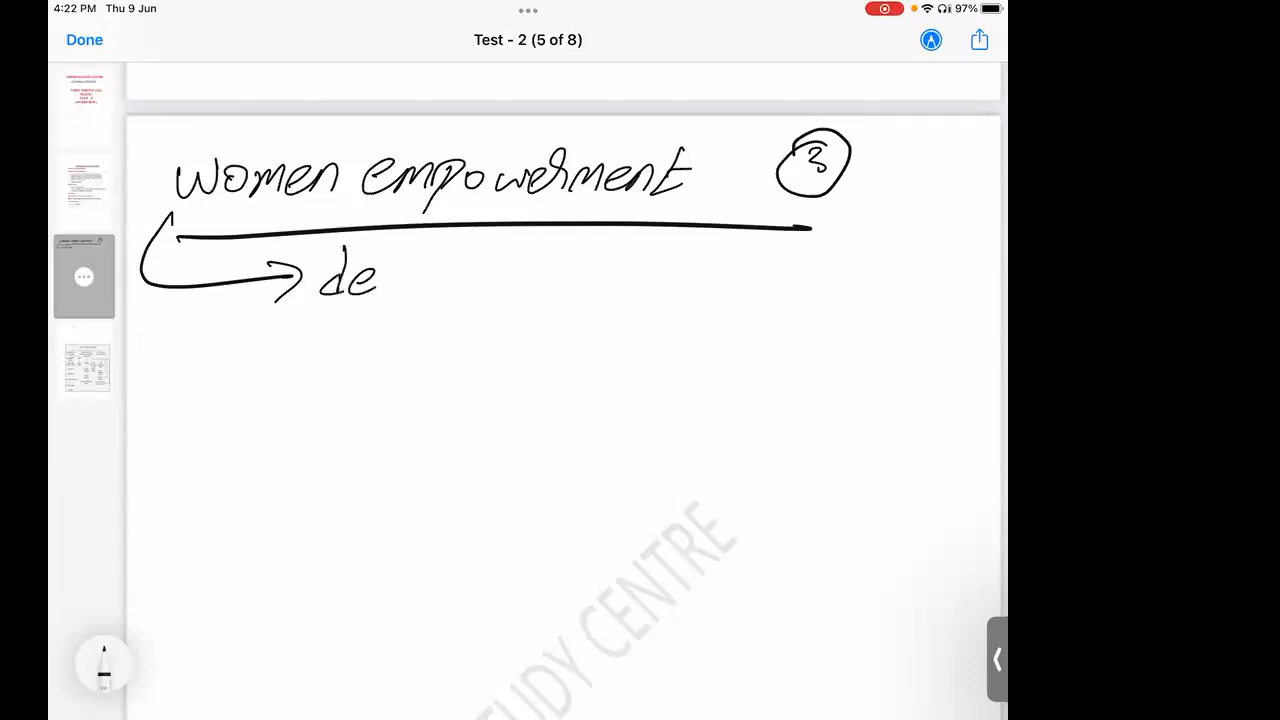 4:22 PM Thu 9 Jun
97%
Done
Test - 2 (5 of 8)
women empowerment 3
de
STUDY CENTRE